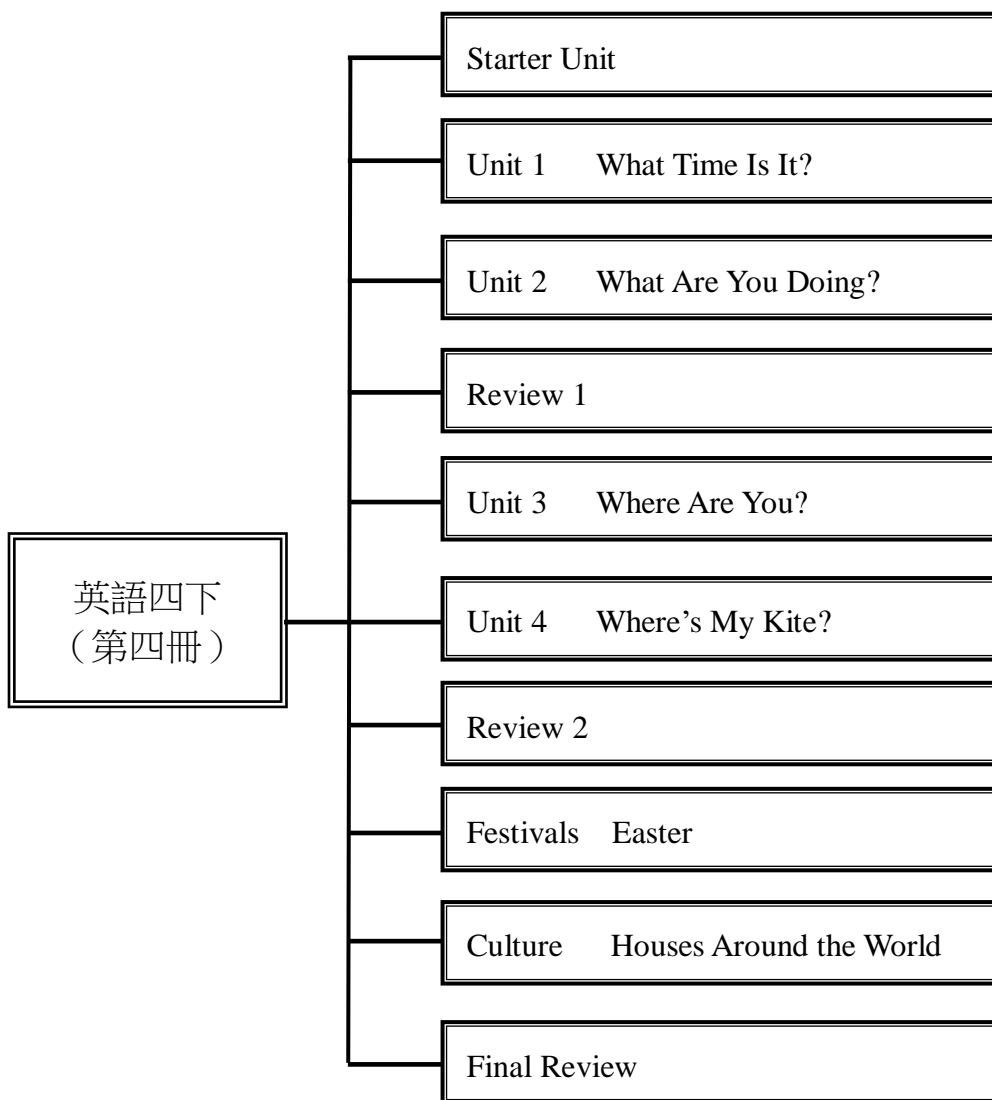 Starter Unit
Unit 1 What Time Is It?
Unit 2 What Are You Doing?
Review 1
Unit 3 Where Are You?
英語四下
（第四冊）
Unit 4 Where’s My Kite?
Review 2
Festivals Easter
Culture Houses Around the World
Final Review